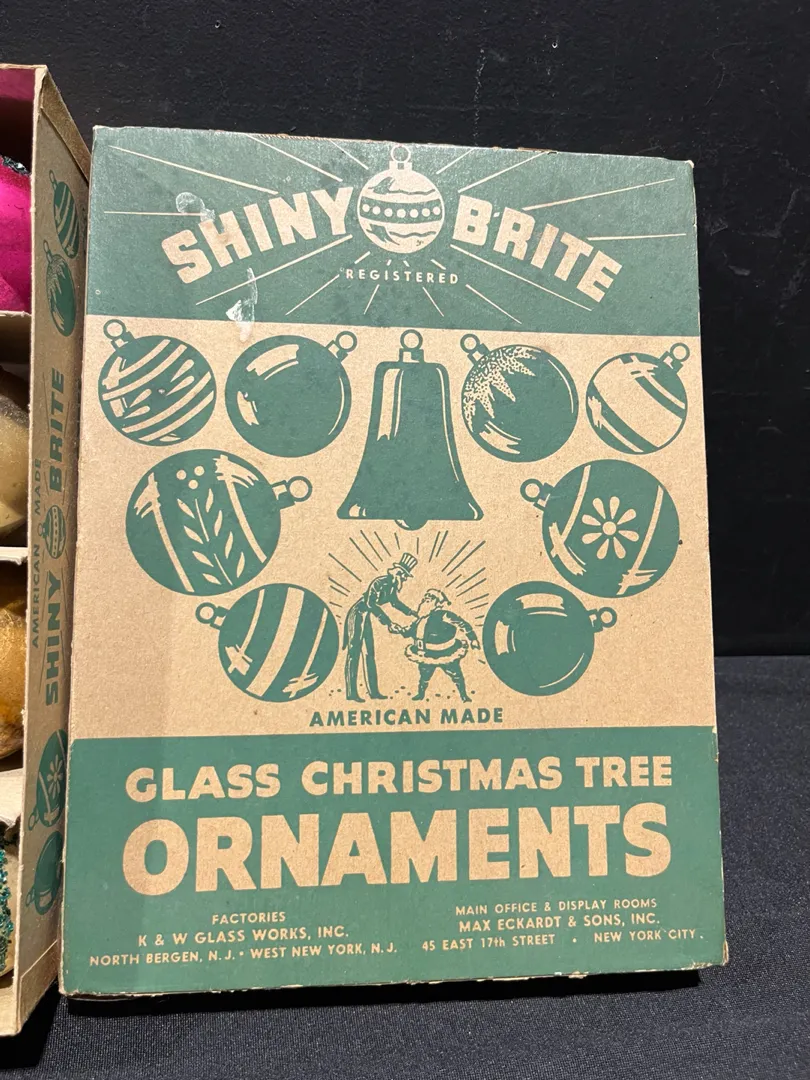 SHINY BRITE
REGISTERED
AMERICAN MADE
GLASS CHRISTMAS TREE
ORNAMENTS
FACTORIES
K & W GLASS WORKS, INC.
NORTH BERGEN, N.J. • WEST NEW YORK, N.J.
MAIN OFFICE & DISPLAY ROOMS
MAX ECKARDT & SONS, INC.
45 EAST 17th STREET • NEW YORK CITY
AMERICAN MADE
SHINY BRITE